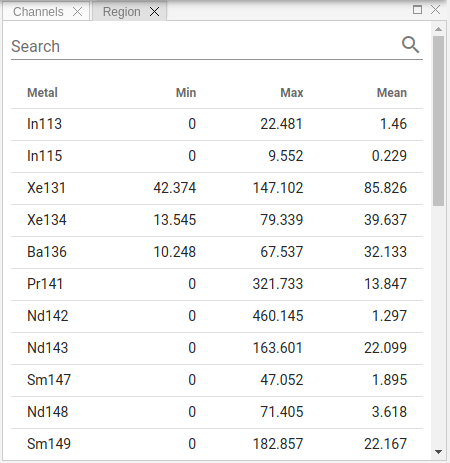 Channels Region
Search
Metal Min Max Mean
In113 0 22.481 1.46
In115 0 9.552 0.229
Xe131 42.374 147.102 85.826
Xe134 13.545 79.339 39.637
Ba136 10.248 67.537 32.133
Pr141 0 321.733 13.847
Nd142 0 460.145 1.297
Nd143 0 163.601 22.099
Sm147 0 47.052 1.895
Nd148 0 71.405 3.618
Sm149 0 182.857 22.167